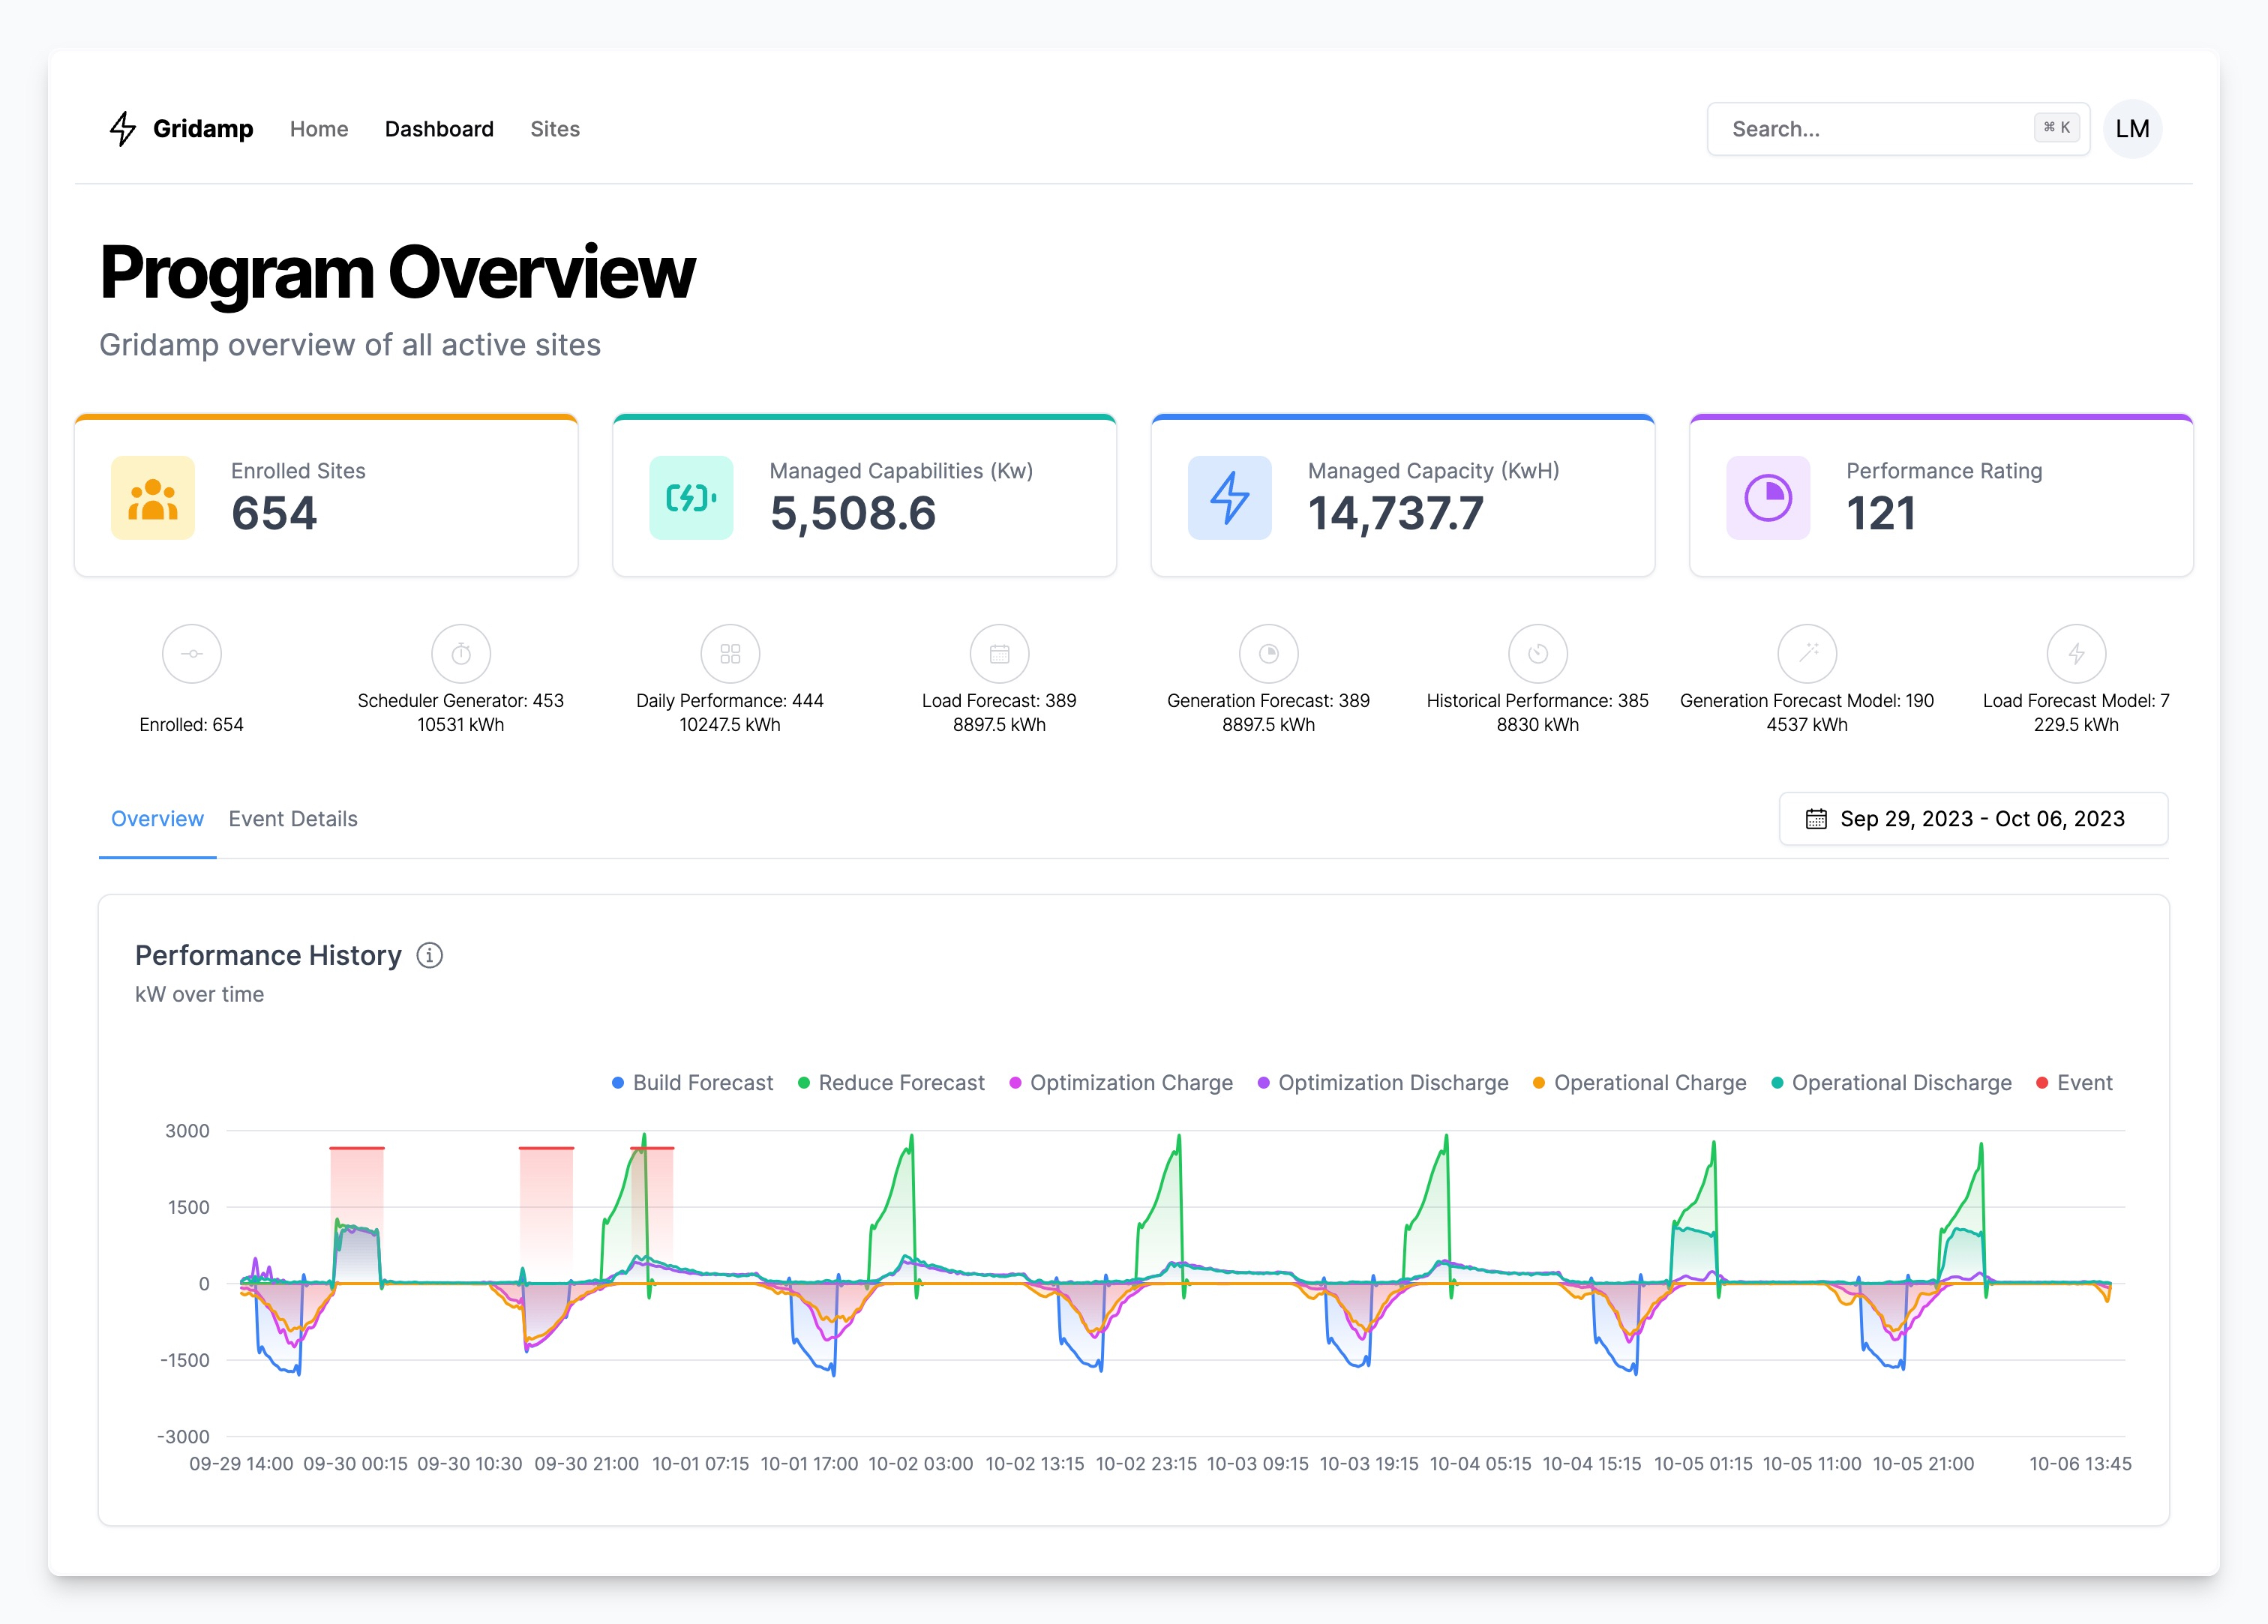 Gridamp Home Dashboard Sites Search... ⌘ K LM
Program Overview
Gridamp overview of all active sites
Enrolled Sites
654
Managed Capabilities (Kw)
5,508.6
Managed Capacity (KwH)
14,737.7
Performance Rating
121
Enrolled: 654
Scheduler Generator: 453
10531 kWh
Daily Performance: 444
10247.5 kWh
Load Forecast: 389
8897.5 kWh
Generation Forecast: 389
8897.5 kWh
Historical Performance: 385
8830 kWh
Generation Forecast Model: 190
4537 kWh
Load Forecast Model: 7
229.5 kWh
Overview Event Details Sep 29, 2023 - Oct 06, 2023
Performance History
kW over time
Build Forecast Reduce Forecast Optimization Charge Optimization Discharge Operational Charge Operational Discharge Event
3000
1500
0
-1500
-3000
09-29 14:00 09-30 00:15 09-30 10:30 09-30 21:00 10-01 07:15 10-01 17:00 10-02 03:00 10-02 13:15 10-02 23:15 10-03 09:15 10-03 19:15 10-04 05:15 10-04 15:15 10-05 01:15 10-05 11:00 10-05 21:00 10-06 13:45